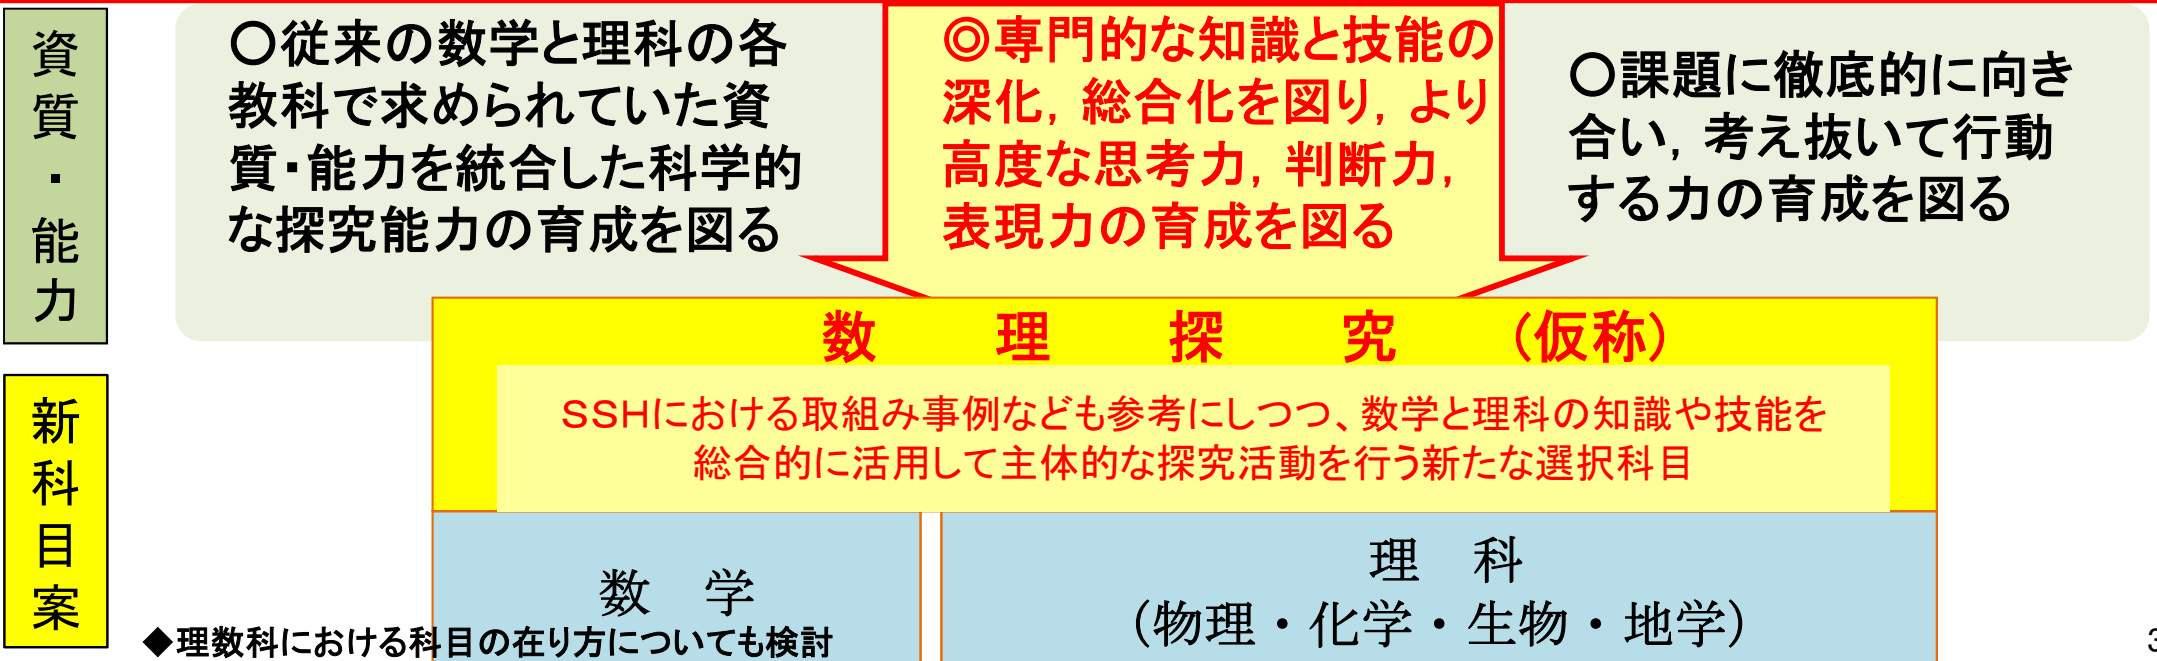 資質・能力
〇従来の数学と理科の各
教科で求められていた資
質・能力を統合した科学的
な探究能力の育成を図る
◎専門的な知識と技能の
深化，総合化を図り，より
高度な思考力，判断力，
表現力の育成を図る
〇課題に徹底的に向き
合い，考え抜いて行動
する力の育成を図る
新科目案
数　理　探　究　（仮称）
ＳＳＨにおける取組み事例なども参考にしつつ、数学と理科の知識や技能を
総合的に活用して主体的な探究活動を行う新たな選択科目
数　学
理　科
（物理・化学・生物・地学）
◆理数科における科目の在り方についても検討